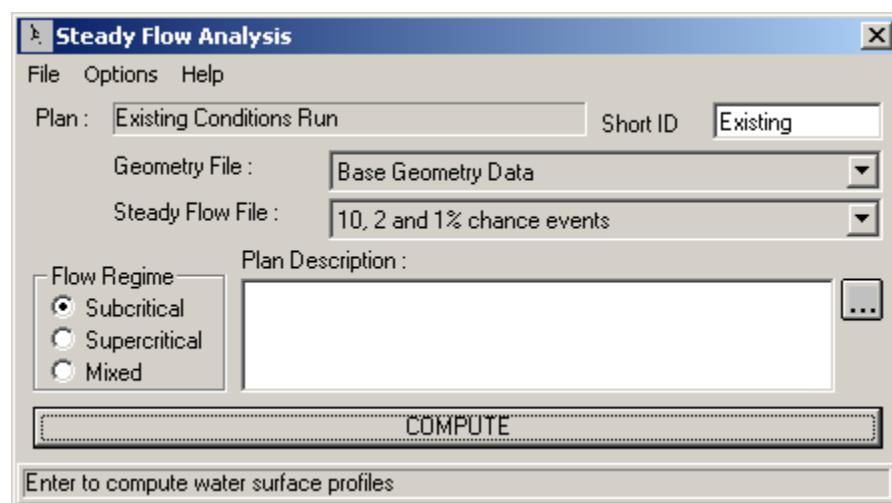 Steady Flow Analysis
File Options Help
Plan : Existing Conditions Run Short ID Existing
Geometry File : Base Geometry Data
Steady Flow File : 10, 2 and 1% chance events
Flow Regime
Subcritical
Supercritical
Mixed
Plan Description :
...
COMPUTE
Enter to compute water surface profiles